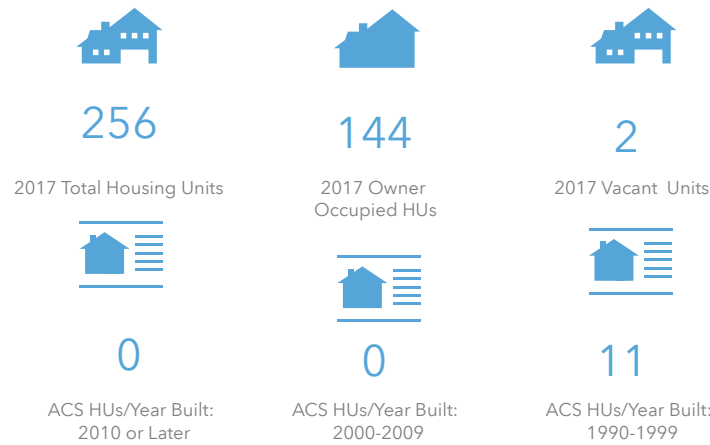 256
2017 Total Housing Units
144
2017 Owner
Occupied HUs
2
2017 Vacant  Units
0
ACS HUs/Year Built:
2010 or Later
0
ACS HUs/Year Built:
2000-2009
11
ACS HUs/Year Built:
1990-1999